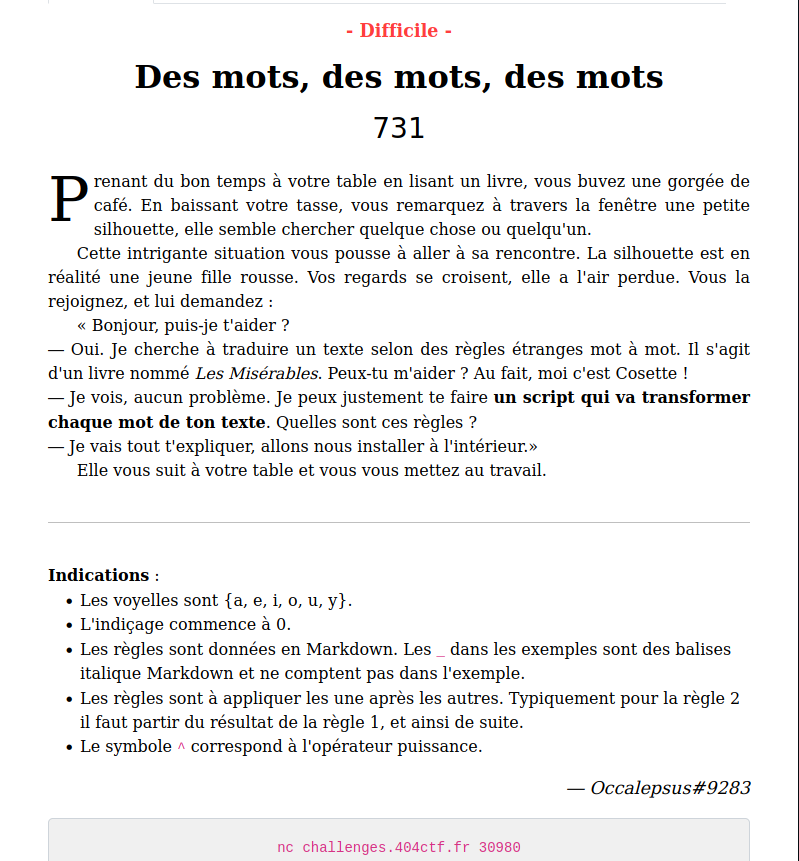 - Difficile -
Des mots, des mots, des mots
731
Prenant du bon temps à votre table en lisant un livre, vous buvez une gorgée de
café. En baissant votre tasse, vous remarquez à travers la fenêtre une petite
silhouette, elle semble chercher quelque chose ou quelqu'un.
Cette intrigante situation vous pousse à aller à sa rencontre. La silhouette est en
réalité une jeune fille rousse. Vos regards se croisent, elle a l'air perdue. Vous la
rejoignez, et lui demandez :
« Bonjour, puis-je t'aider ?
— Oui. Je cherche à traduire un texte selon des règles étranges mot à mot. Il s'agit
d'un livre nommé Les Misérables. Peux-tu m'aider ? Au fait, moi c'est Cosette !
— Je vois, aucun problème. Je peux justement te faire un script qui va transformer
chaque mot de ton texte. Quelles sont ces règles ?
— Je vais tout t'expliquer, allons nous installer à l'intérieur.»
Elle vous suit à votre table et vous vous mettez au travail.
Indications :
• Les voyelles sont {a, e, i, o, u, y}.
• L'indiçage commence à 0.
• Les règles sont données en Markdown. Les _ dans les exemples sont des balises
italique Markdown et ne comptent pas dans l'exemple.
• Les règles sont à appliquer les une après les autres. Typiquement pour la règle 2
il faut partir du résultat de la règle 1, et ainsi de suite.
• Le symbole ^ correspond à l'opérateur puissance.
— Occalepsus#9283
nc challenges.404ctf.fr 30980